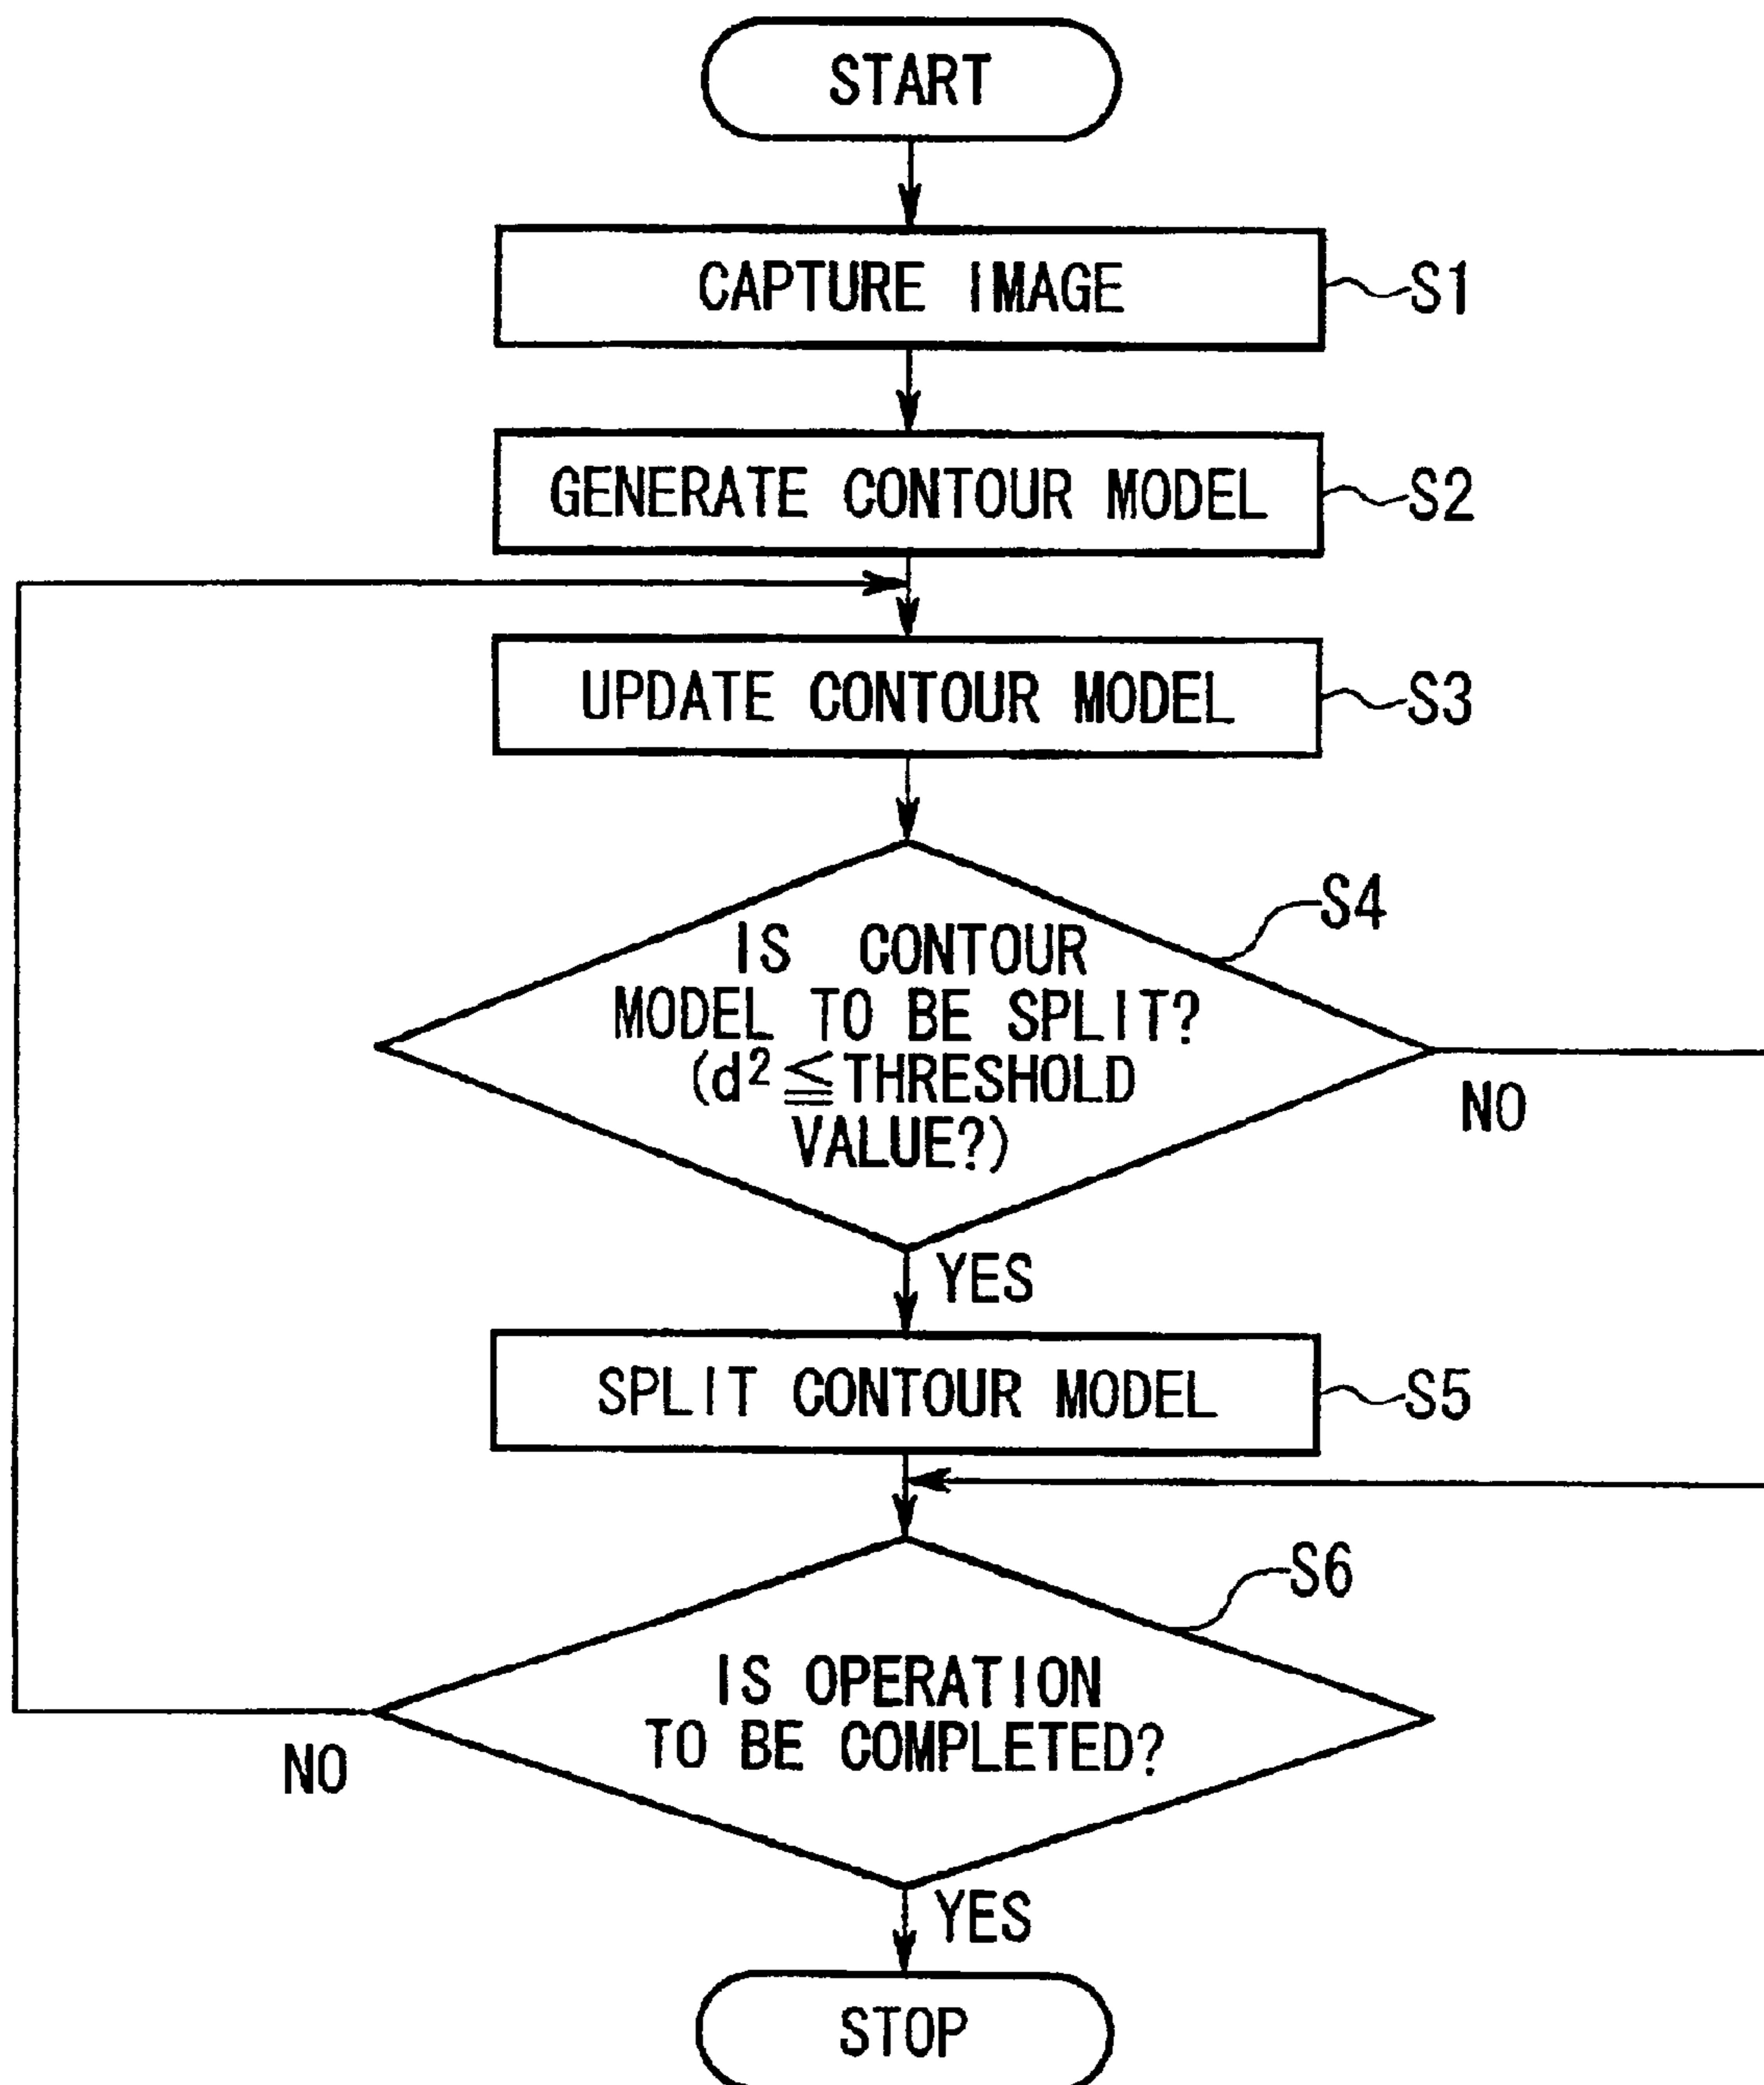 START
CAPTURE IMAGE
S1
GENERATE CONTOUR MODEL
S2
UPDATE CONTOUR MODEL
S3
S4
IS CONTOUR
MODEL TO BE SPLIT?
(d²≦THRESHOLD
VALUE?)
NO
YES
SPLIT CONTOUR MODEL
S5
S6
IS OPERATION
TO BE COMPLETED?
NO
YES
STOP